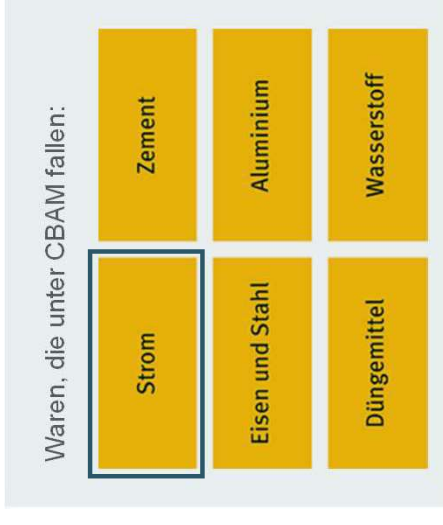 Waren, die unter CBAM fallen:
Strom
Zement
Eisen und Stahl
Aluminium
Düngemittel
Wasserstoff